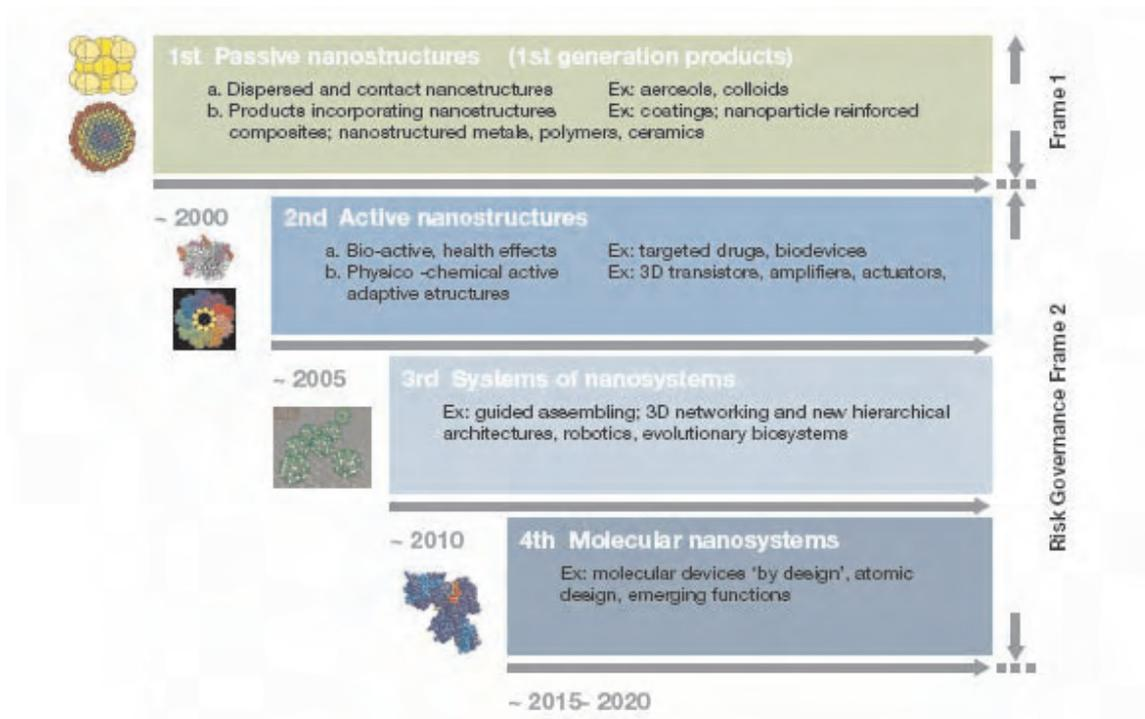 1st Passive nanostructures (1st generation products)
a. Dispersed and contact nanostructures Ex: aerosols, colloids
b. Products incorporating nanostructures Ex: coatings; nanoparticle reinforced
composites; nanostructured metals, polymers, ceramics
Frame 1
~ 2000
2nd Active nanostructures
a. Bio-active, health effects Ex: targeted drugs, biodevices
b. Physico -chemical active Ex: 3D transistors, amplifiers, actuators,
adaptive structures
~ 2005
3rd Systems of nanosystems
Ex: guided assembling; 3D networking and new hierarchical
architectures, robotics, evolutionary biosystems
Risk Governance Frame 2
~ 2010
4th Molecular nanosystems
Ex: molecular devices ‘by design’, atomic
design, emerging functions
~ 2015- 2020